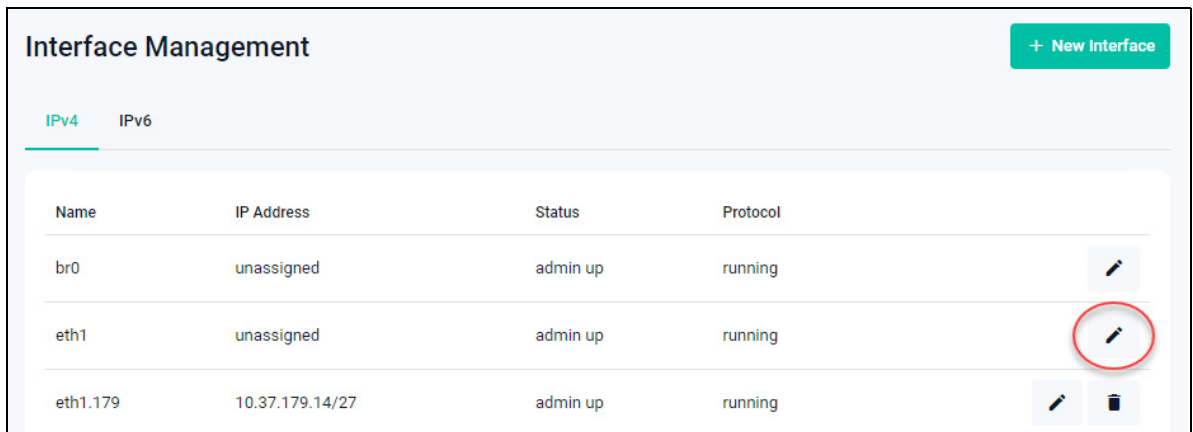 Interface Management
+ New Interface
IPv4 IPv6
Name IP Address Status Protocol
br0 unassigned admin up running
eth1 unassigned admin up running
eth1.179 10.37.179.14/27 admin up running